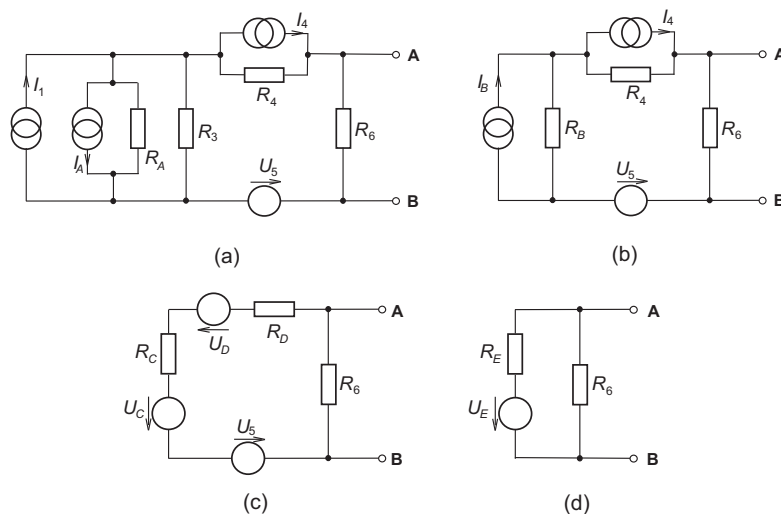 I4
A
I1
R4
IA
RA
R3
R6
U5
B
(a)
I4
A
IB
R4
RB
R6
U5
B
(b)
A
UD
RD
RC
R6
UC
U5
B
(c)
A
RE
R6
UE
B
(d)